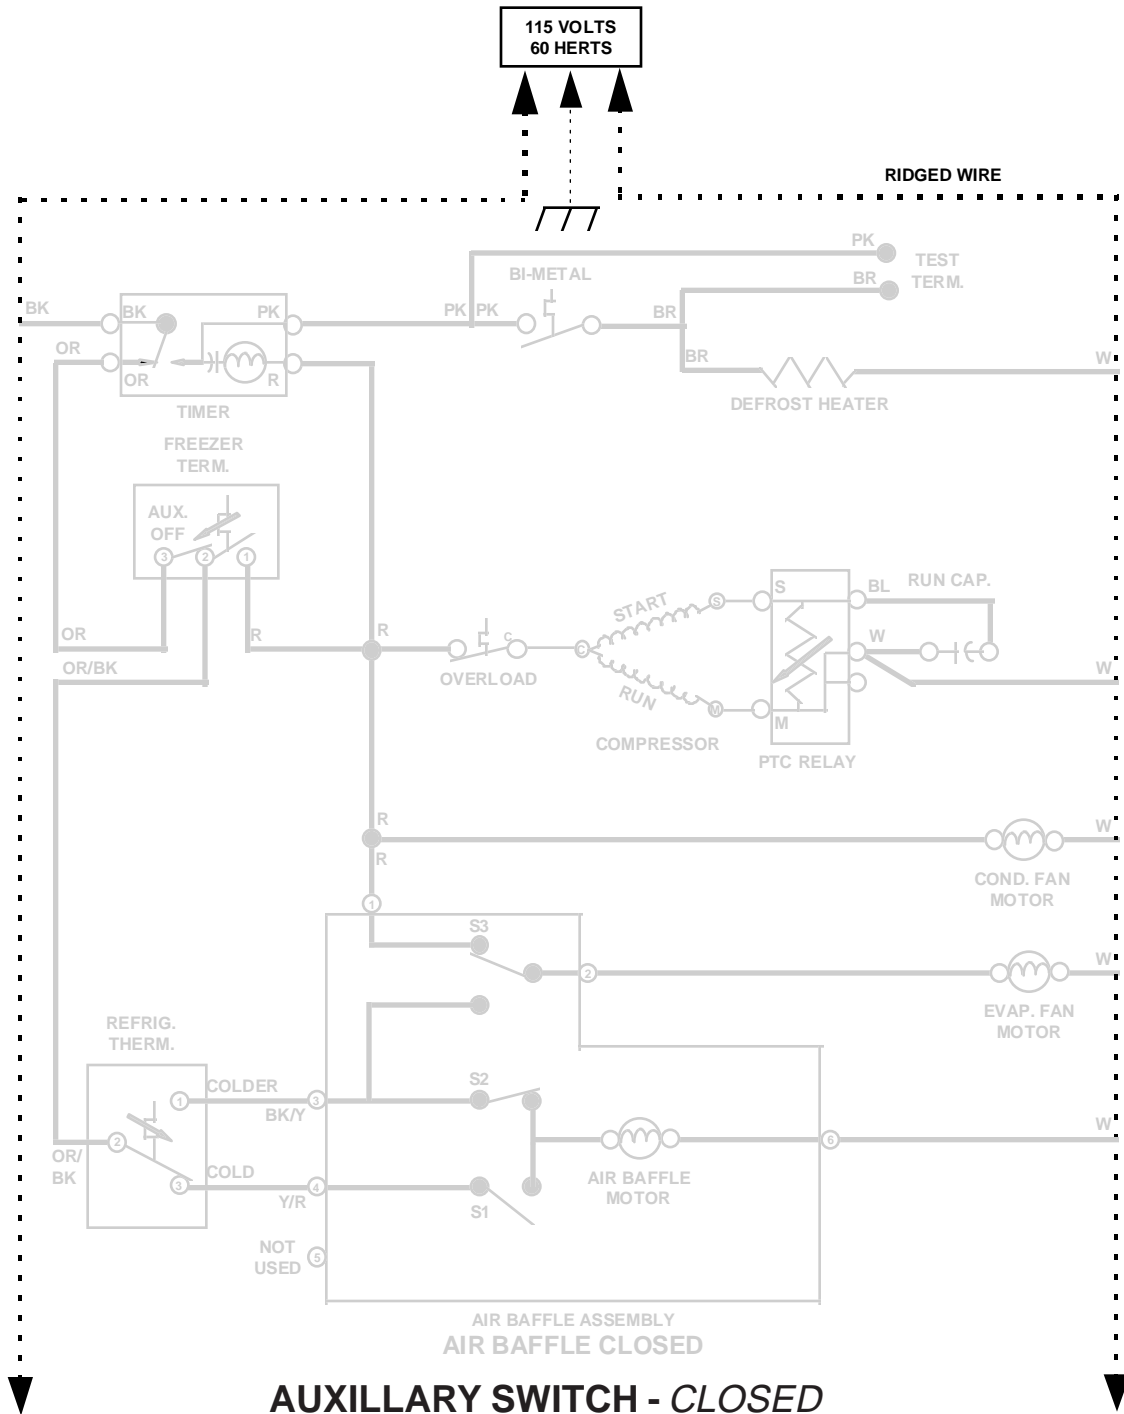 115 VOLTS
60 HERTS
RIDGED WIRE
PK
TEST
TERM.
BI-METAL
BR
BK
BK
PK
PK
PK
BR
OR
OR
R
BR
W
TIMER
DEFROST HEATER
FREEZER
TERM.
AUX.
OFF
3
2
1
S
BL
RUN CAP.
START
S
OR
R
R
C
C
W
OR/BK
OVERLOAD
RUN
M
M
W
COMPRESSOR
PTC RELAY
R
W
R
COND. FAN
MOTOR
1
S3
W
2
EVAP. FAN
MOTOR
REFRIG.
THERM.
1
COLDER
3
S2
BK/Y
W
2
6
OR/
BK
3
COLD
4
AIR BAFFLE
MOTOR
Y/R
S1
NOT
USED
5
AIR BAFFLE ASSEMBLY
AIR BAFFLE CLOSED
AUXILLARY SWITCH - CLOSED